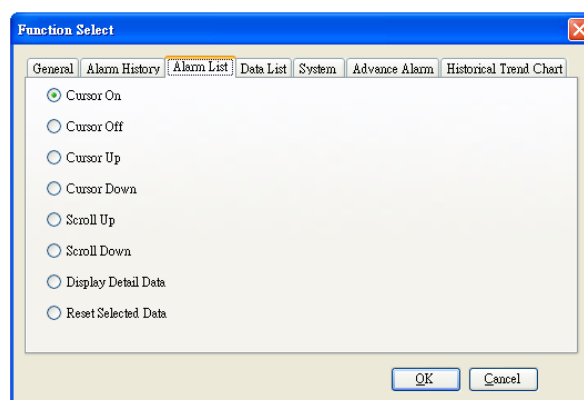 Function Select
General Alarm History Alarm List Data List System Advance Alarm Historical Trend Chart
Cursor On
Cursor Off
Cursor Up
Cursor Down
Scroll Up
Scroll Down
Display Detail Data
Reset Selected Data
OK Cancel